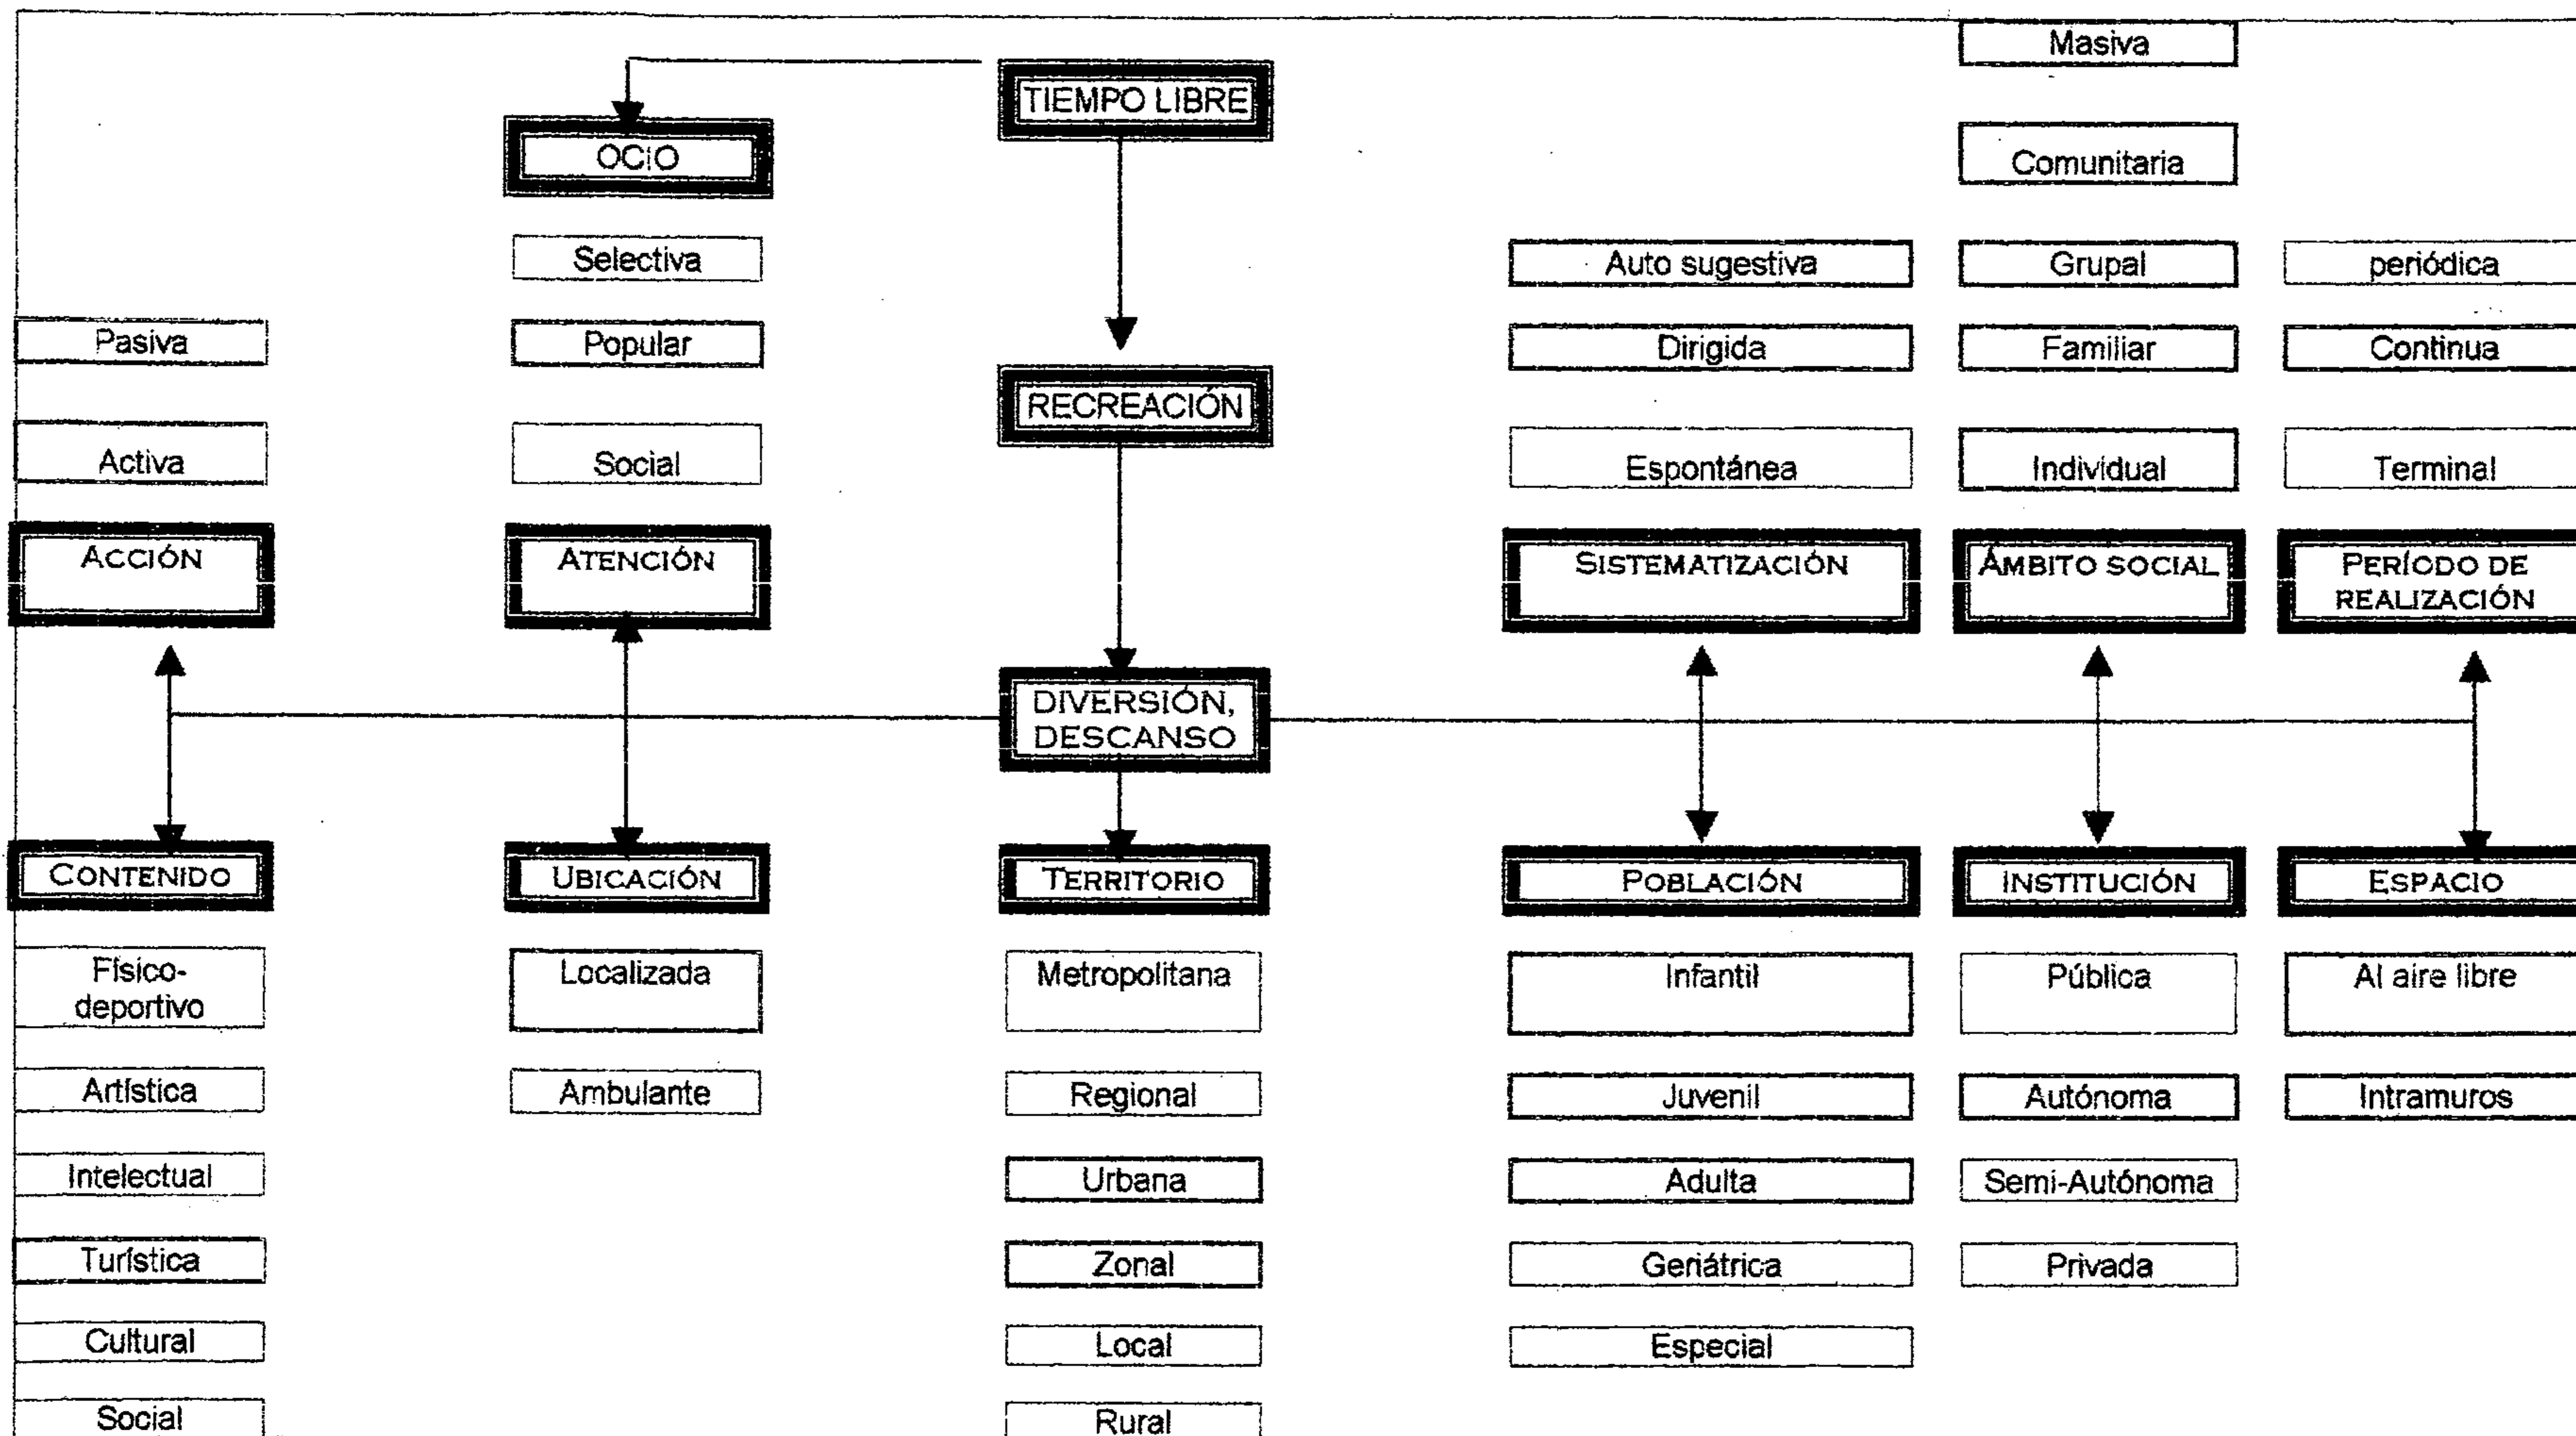 Masiva
TIEMPO LIBRE
OCIO
Comunitaria
Selectiva
Auto sugestiva
Grupal
periódica
Pasiva
Popular
Dirigida
Familiar
Continua
RECREACIÓN
Activa
Social
Espontánea
Individual
Terminal
ACCIÓN
ATENCIÓN
SISTEMATIZACIÓN
ÁMBITO SOCIAL
PERÍODO DE
REALIZACIÓN
DIVERSIÓN,
DESCANSO
CONTENIDO
UBICACIÓN
TERRITORIO
POBLACIÓN
INSTITUCIÓN
ESPACIO
Físico-
deportivo
Localizada
Metropolitana
Infantil
Pública
Al aire libre
Artística
Ambulante
Regional
Juvenil
Autónoma
Intramuros
Intelectual
Urbana
Adulta
Semi-Autónoma
Turística
Zonal
Geriátrica
Privada
Cultural
Local
Especial
Social
Rural